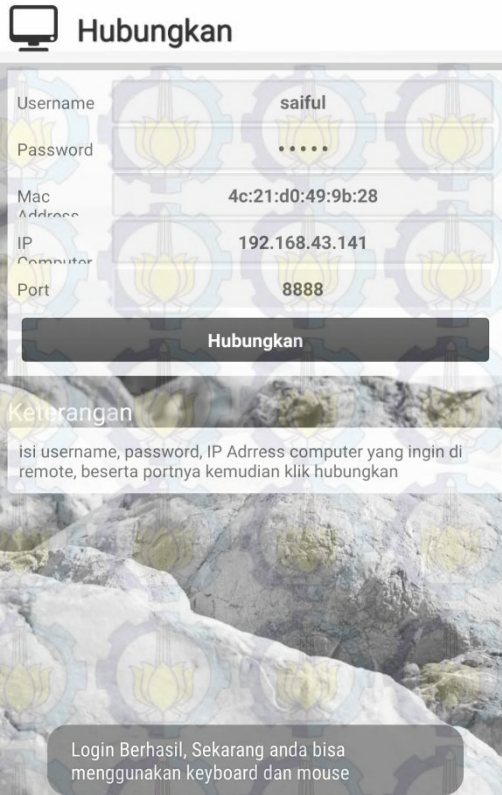 Hubungkan
Username saiful
Password •••••
Mac Address 4c:21:d0:49:9b:28
IP Computer 192.168.43.141
Port 8888
Hubungkan
Keterangan
isi username, password, IP Adrress computer yang ingin di
remote, beserta portnya kemudian klik hubungkan
Login Berhasil, Sekarang anda bisa
menggunakan keyboard dan mouse